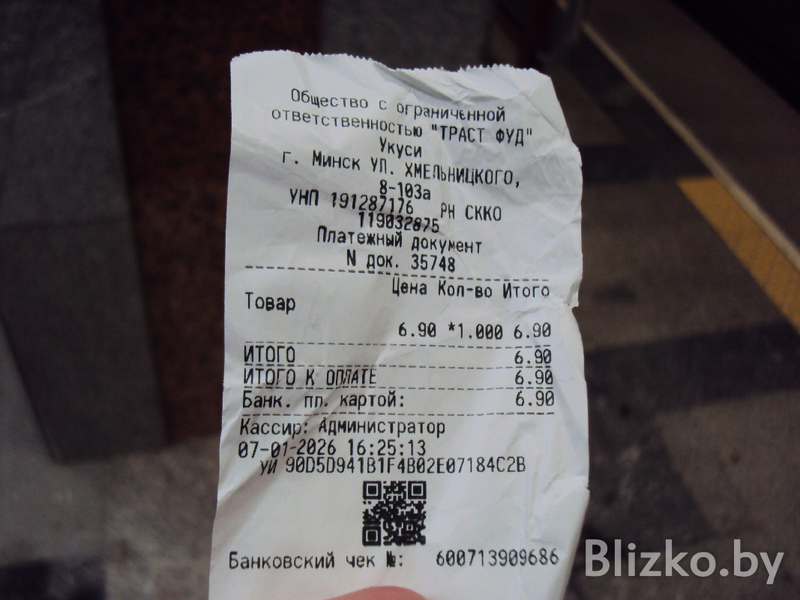 Общество с ограниченной
ответственностью "ТРАСТ ФУД"
Укуси
г. Минск УЛ. ХМЕЛЬНИЦКОГО,
8-103а
УНП 191287176 РН СККО
119032875
Платежный документ
N док. 35748
Цена Кол-во Итого
Товар
6.90 *1.000 6.90
ИТОГО 6.90
ИТОГО К ОПЛАТЕ 6.90
Банк. пл. картой: 6.90
Кассир: Администратор
07-01-2026 16:25:13
УИ 90D5D941B1F4B02E07184C2B
Банковский чек №: 600713909686
Blizko.by